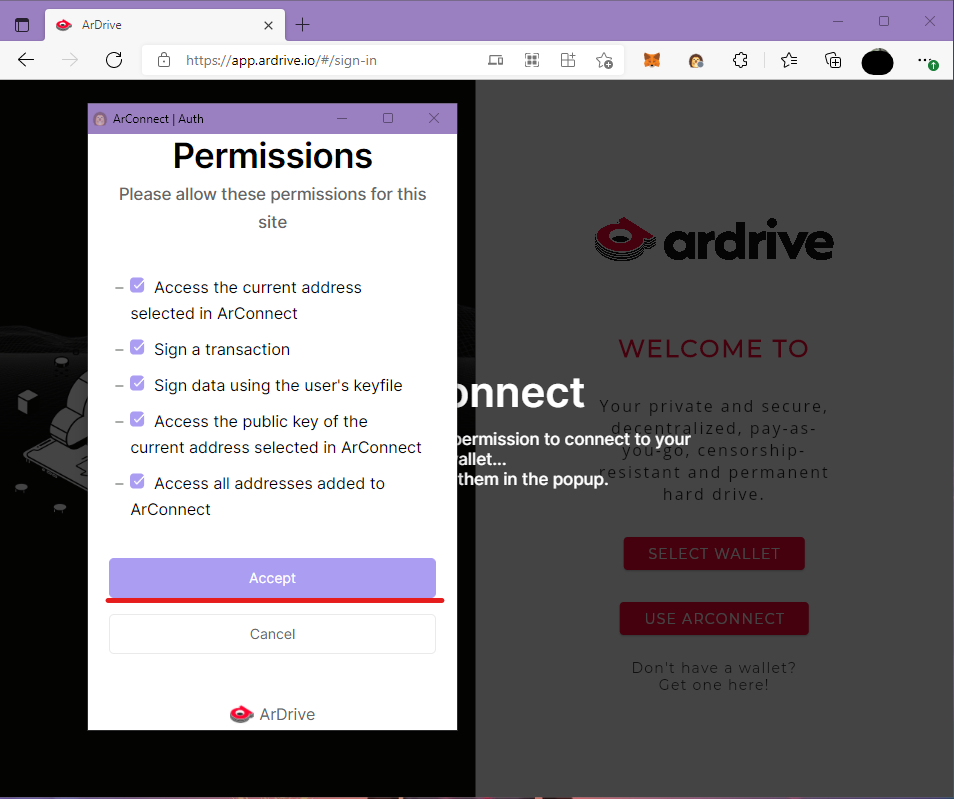 ArDrive
https://app.ardrive.io/#/sign-in
ArConnect | Auth
Permissions
Please allow these permissions for this
site
– Access the current address
selected in ArConnect
– Sign a transaction
– Sign data using the user's keyfile
– Access the public key of the
current address selected in ArConnect
– Access all addresses added to
ArConnect
Accept
Cancel
ArDrive
onnect
permission to connect to your
allet...
them in the popup.
ardrive
WELCOME TO
Your private and secure,
decentralized, pay-as-
you-go, censorship-
resistant and permanent
hard drive.
SELECT WALLET
USE ARCONNECT
Don't have a wallet?
Get one here!